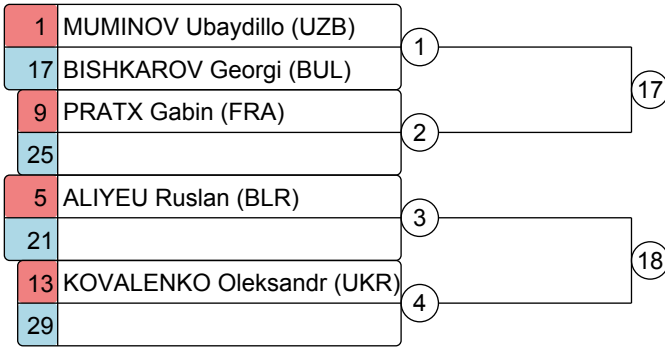 1 MUMINOV Ubaydillo (UZB)
17 BISHKAROV Georgi (BUL)
1
9 PRATX Gabin (FRA)
25
2
17
5 ALIYEU Ruslan (BLR)
21
3
13 KOVALENKO Oleksandr (UKR)
29
4
18